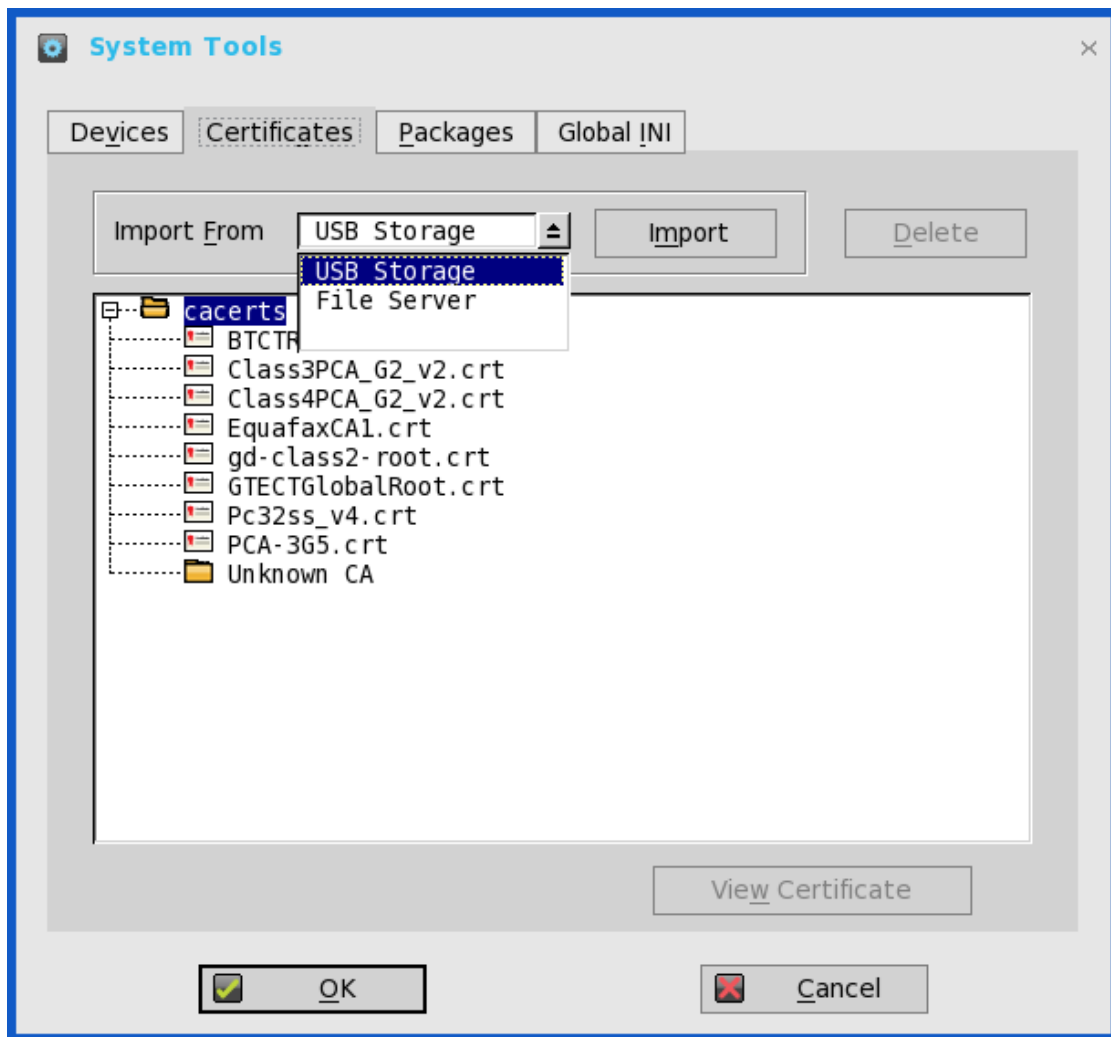 System Tools
Devices Certificates Packages Global INI
Import From USB Storage Import Delete
USB Storage
File Server
cacerts
Class3PCA_G2_v2.crt
Class4PCA_G2_v2.crt
EquafaxCA1.crt
gd-class2-root.crt
GTECTGlobalRoot.crt
Pc32ss_v4.crt
PCA-3G5.crt
Unknown CA
View Certificate
OK Cancel